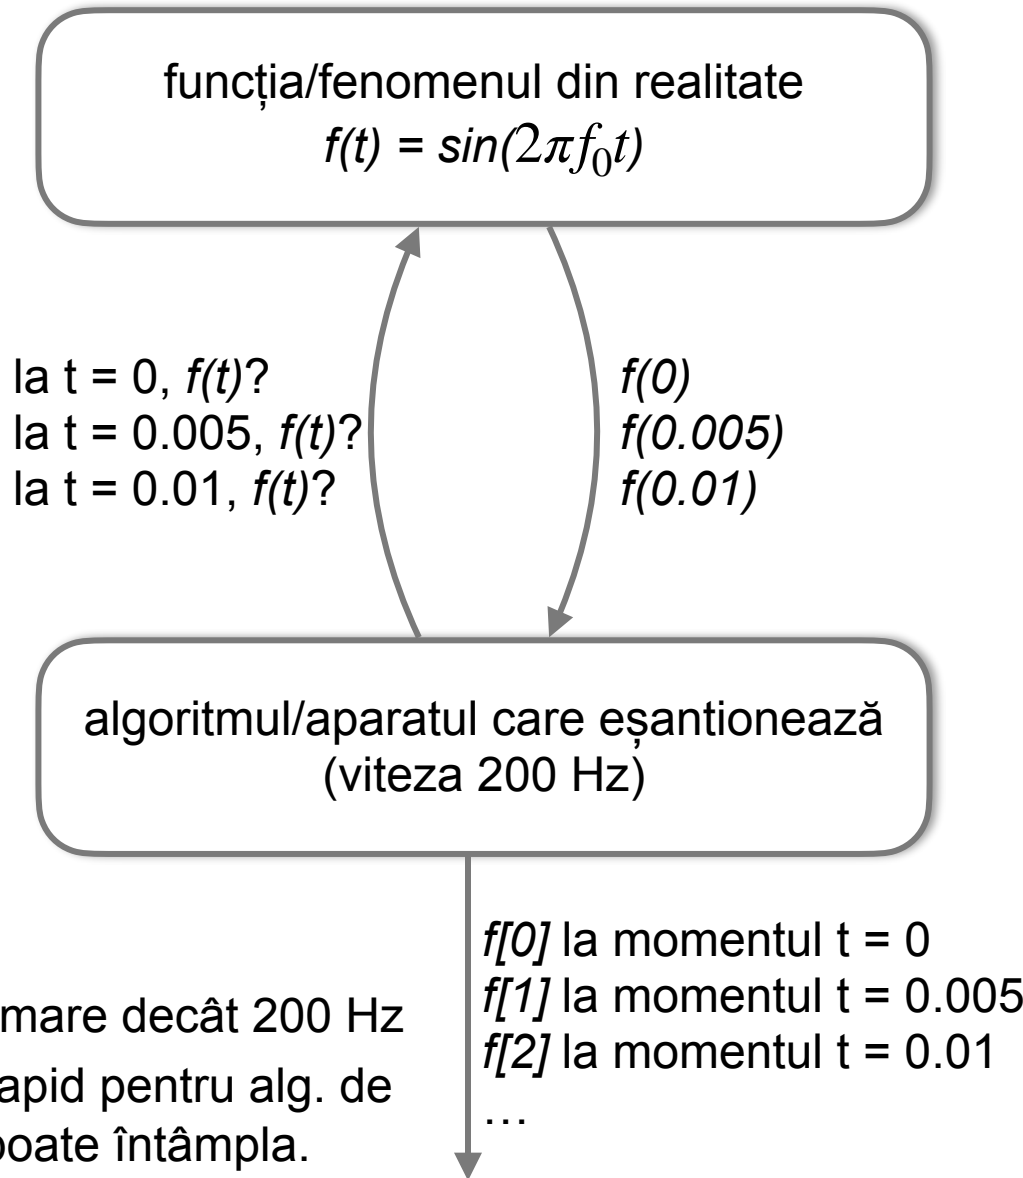 funcția/fenomenul din realitate
f(t) = sin(2πf₀t)
la t = 0, f(t)?
la t = 0.005, f(t)?
la t = 0.01, f(t)?
f(0)
f(0.005)
f(0.01)
algoritmul/aparatul care eșantionează
(viteza 200 Hz)
f[0] la momentul t = 0
f[1] la momentul t = 0.005
f[2] la momentul t = 0.01
…
mare decât 200 Hz
apid pentru alg. de
poate întâmpla.